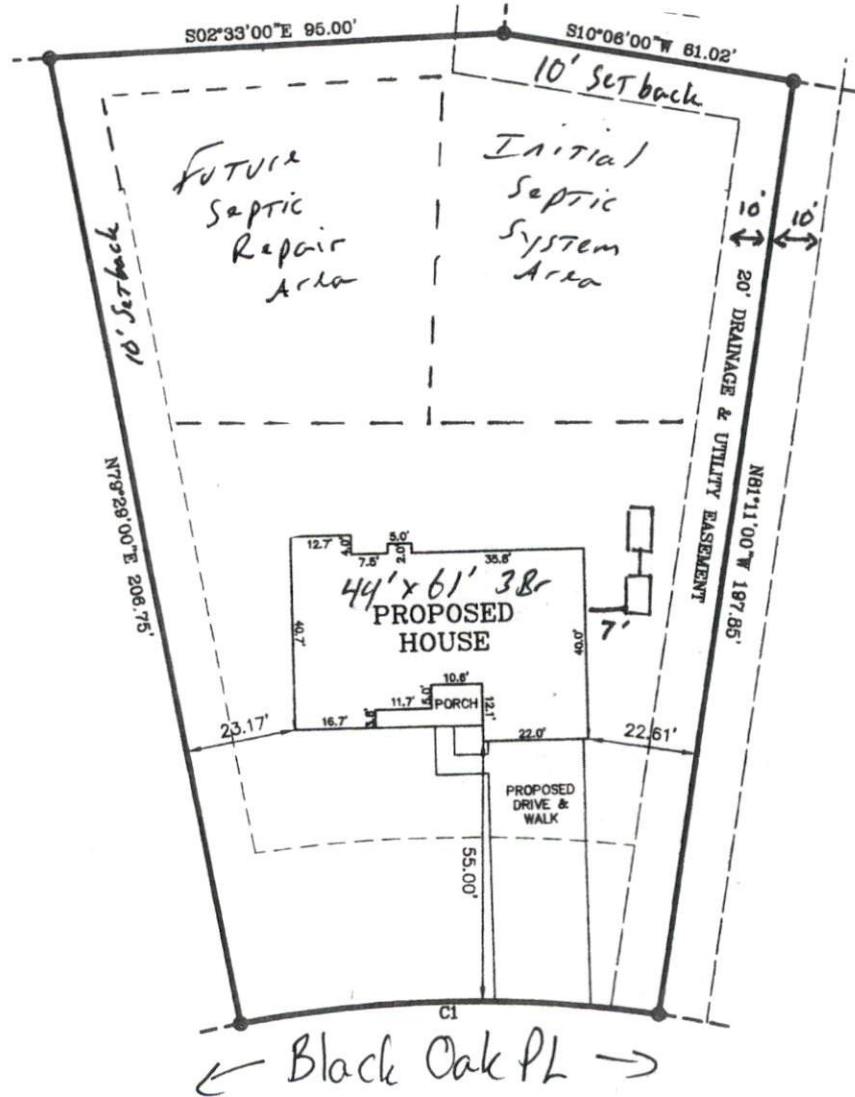 S02°33'00"E 95.00'
S10°06'00"W 61.02'
10' SeTback
FuTure
SepTic
Repair
Area
Initial
SepTic
SysTem
Area
10' 10'
10' SeTback
20' DRAINAGE & UTILITY EASEMENT
N79°29'00"E 206.75'
N81°11'00"W 197.85'
12.7'
4.0'
7.5'
5.0'
2.0'
44' x 61' 3Br
PROPOSED
HOUSE
40.7'
40.0'
7'
10.6'
5.0'
PORCH
12.1'
11.7'
16.7'
22.0'
23.17'
22.61'
PROPOSED
DRIVE &
WALK
55.00'
C1
← Black Oak PL →